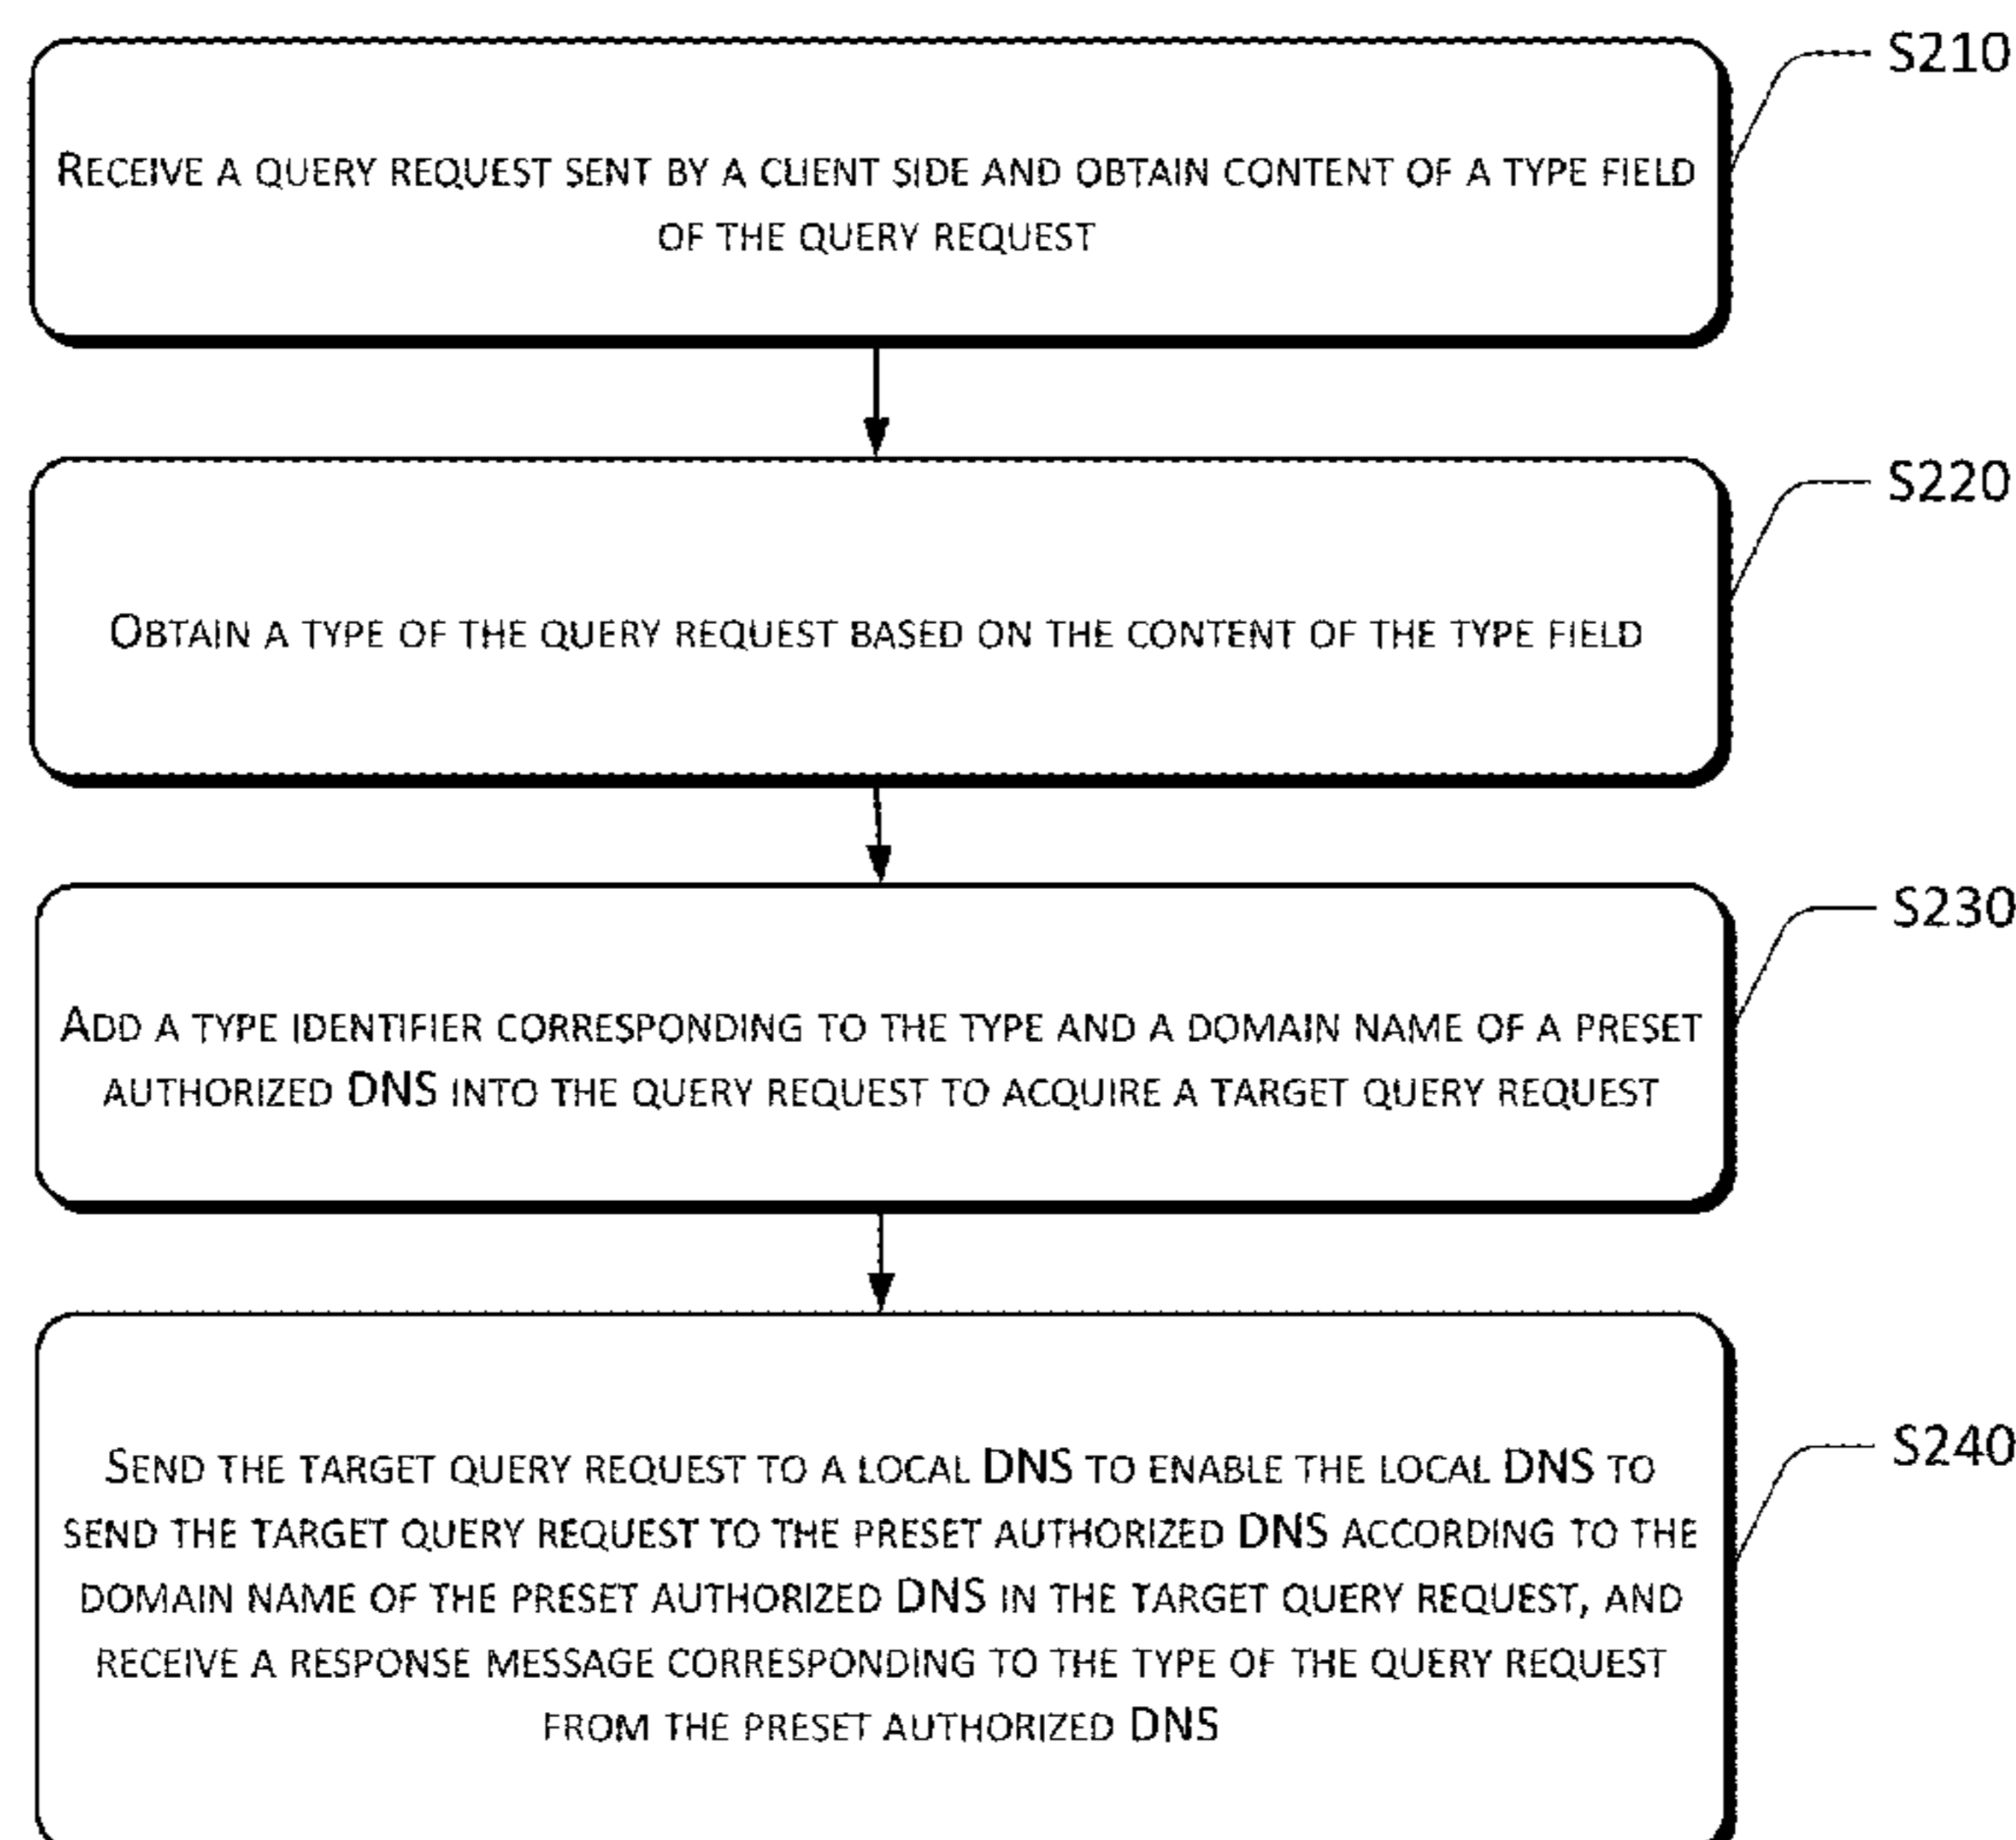 S210
RECEIVE A QUERY REQUEST SENT BY A CLIENT SIDE AND OBTAIN CONTENT OF A TYPE FIELD
OF THE QUERY REQUEST
S220
OBTAIN A TYPE OF THE QUERY REQUEST BASED ON THE CONTENT OF THE TYPE FIELD
S230
ADD A TYPE IDENTIFIER CORRESPONDING TO THE TYPE AND A DOMAIN NAME OF A PRESET
AUTHORIZED DNS INTO THE QUERY REQUEST TO ACQUIRE A TARGET QUERY REQUEST
S240
SEND THE TARGET QUERY REQUEST TO A LOCAL DNS TO ENABLE THE LOCAL DNS TO
SEND THE TARGET QUERY REQUEST TO THE PRESET AUTHORIZED DNS ACCORDING TO THE
DOMAIN NAME OF THE PRESET AUTHORIZED DNS IN THE TARGET QUERY REQUEST, AND
RECEIVE A RESPONSE MESSAGE CORRESPONDING TO THE TYPE OF THE QUERY REQUEST
FROM THE PRESET AUTHORIZED DNS